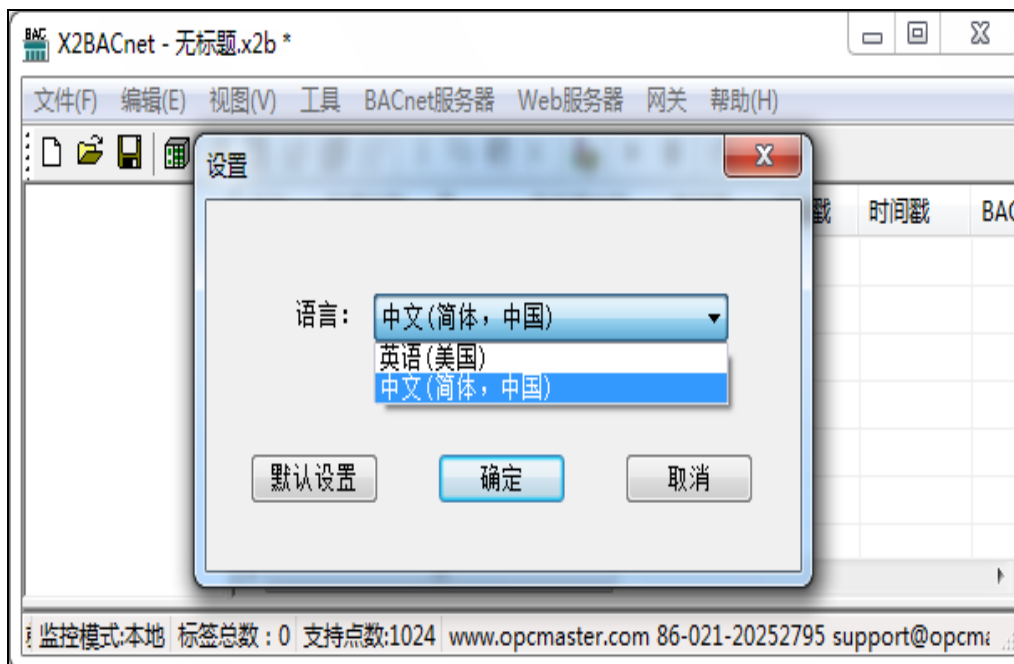 BAC
X2BACnet - 无标题.x2b *
文件(F) 编辑(E) 视图(V) 工具 BACnet服务器 Web服务器 网关 帮助(H)
设置
戳 时间戳 BAC
语言：
中文(简体，中国)
英语(美国)
中文(简体，中国)
默认设置 确定 取消
监控模式:本地 标签总数：0 支持点数:1024 www.opcmaster.com 86-021-20252795 support@opcma